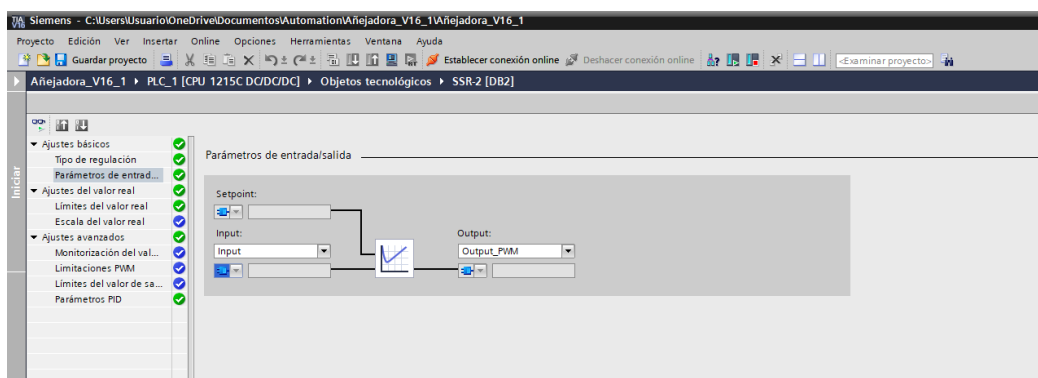 Siemens - C:\Users\Usuario\OneDrive\Documentos\Automation\Añejadora_V16_1\Añejadora_V16_1
Proyecto Edición Ver Insertar Online Opciones Herramientas Ventana Ayuda
Guardar proyecto Establecer conexión online Deshacer conexión online <Examinar proyecto>
Añejadora_V16_1 PLC_1 [CPU 1215C DC/DC/DC] Objetos tecnológicos SSR-2 [DB2]
Iniciar
Ajustes básicos
Tipo de regulación
Parámetros de entrad...
Ajustes del valor real
Límites del valor real
Escala del valor real
Ajustes avanzados
Monitorización del val...
Limitaciones PWM
Límites del valor de sa...
Parámetros PID
Parámetros de entrada/salida
Setpoint:
Input:
Input
Output:
Output_PWM